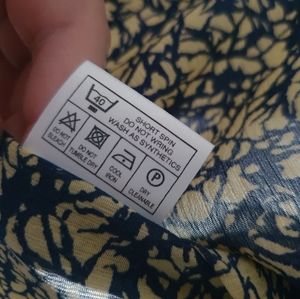 40
SHORT SPIN
DO NOT WRING
WASH AS SYNTHETICS
DO NOT
BLEACH
DO NOT
TUMBLE DRY
COOL
IRON
P
DRY
CLEANABLE